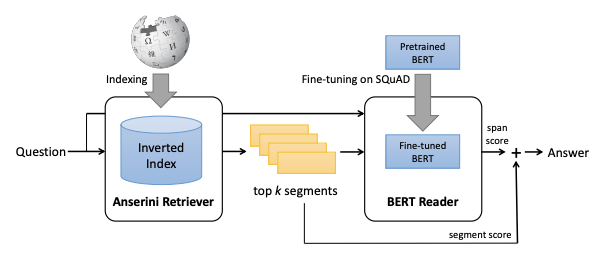 Pretrained
BERT
Indexing
Fine-tuning on SQuAD
Question
Inverted
Index
Anserini Retriever
top k segments
Fine-tuned
BERT
BERT Reader
span
score
+
Answer
segment score